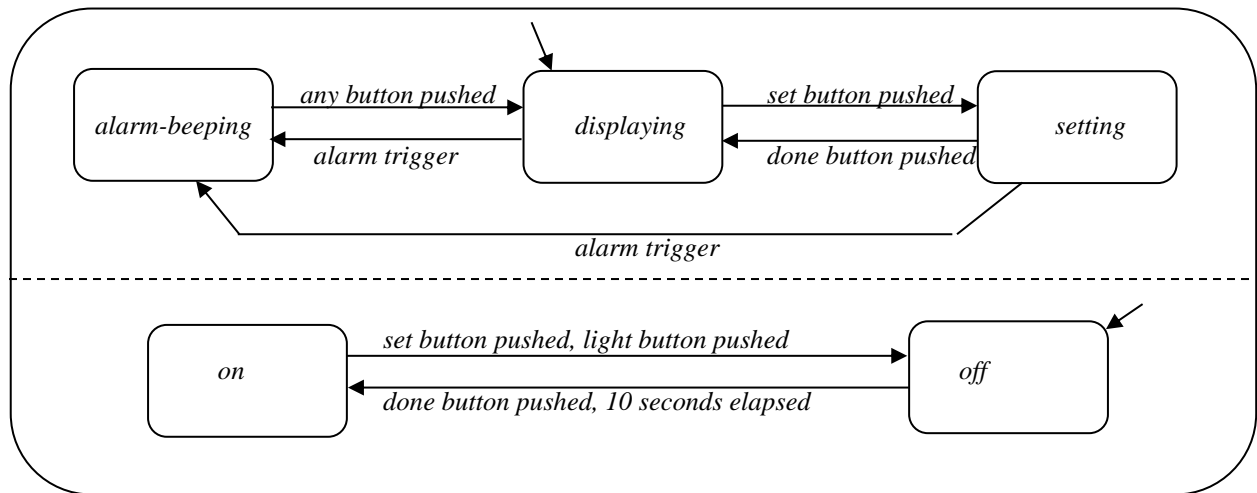 any button pushed
set button pushed
alarm-beeping
displaying
setting
alarm trigger
done button pushed
alarm trigger
set button pushed, light button pushed
on
off
done button pushed, 10 seconds elapsed